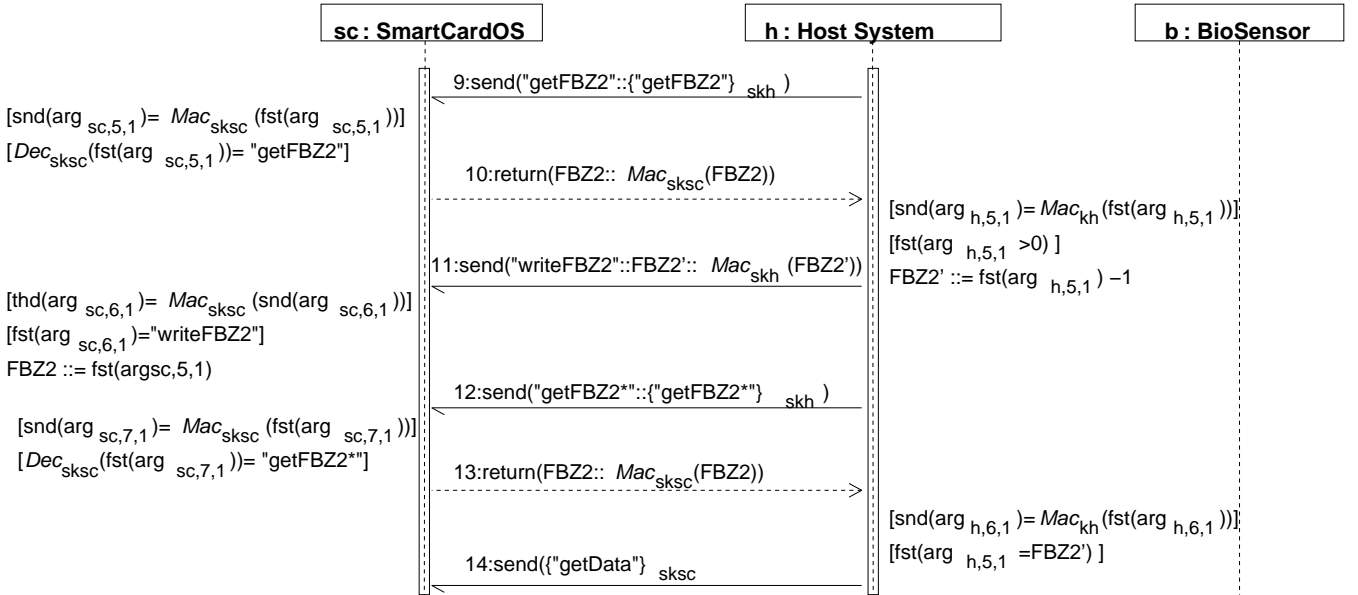 sc : SmartCardOS
h : Host System
b : BioSensor
9:send("getFBZ2"::{"getFBZ2"} skh )
[snd(arg sc,5,1 )= Mac sksc (fst(arg sc,5,1 ))]
[Dec sksc (fst(arg sc,5,1 ))= "getFBZ2"]
10:return(FBZ2:: Mac sksc (FBZ2))
[snd(arg h,5,1 )= Mac kh (fst(arg h,5,1 ))]
[fst(arg h,5,1 >0) ]
11:send("writeFBZ2"::FBZ2':: Mac skh (FBZ2'))
FBZ2' ::= fst(arg h,5,1 ) −1
[thd(arg sc,6,1 )= Mac sksc (snd(arg sc,6,1 ))]
[fst(arg sc,6,1 )="writeFBZ2"]
FBZ2 ::= fst(argsc,5,1)
12:send("getFBZ2*"::{"getFBZ2*"} skh )
[snd(arg sc,7,1 )= Mac sksc (fst(arg sc,7,1 ))]
[Dec sksc (fst(arg sc,7,1 ))= "getFBZ2*"]
13:return(FBZ2:: Mac sksc (FBZ2))
[snd(arg h,6,1 )= Mac kh (fst(arg h,6,1 ))]
[fst(arg h,5,1 =FBZ2') ]
14:send({"getData"} sksc